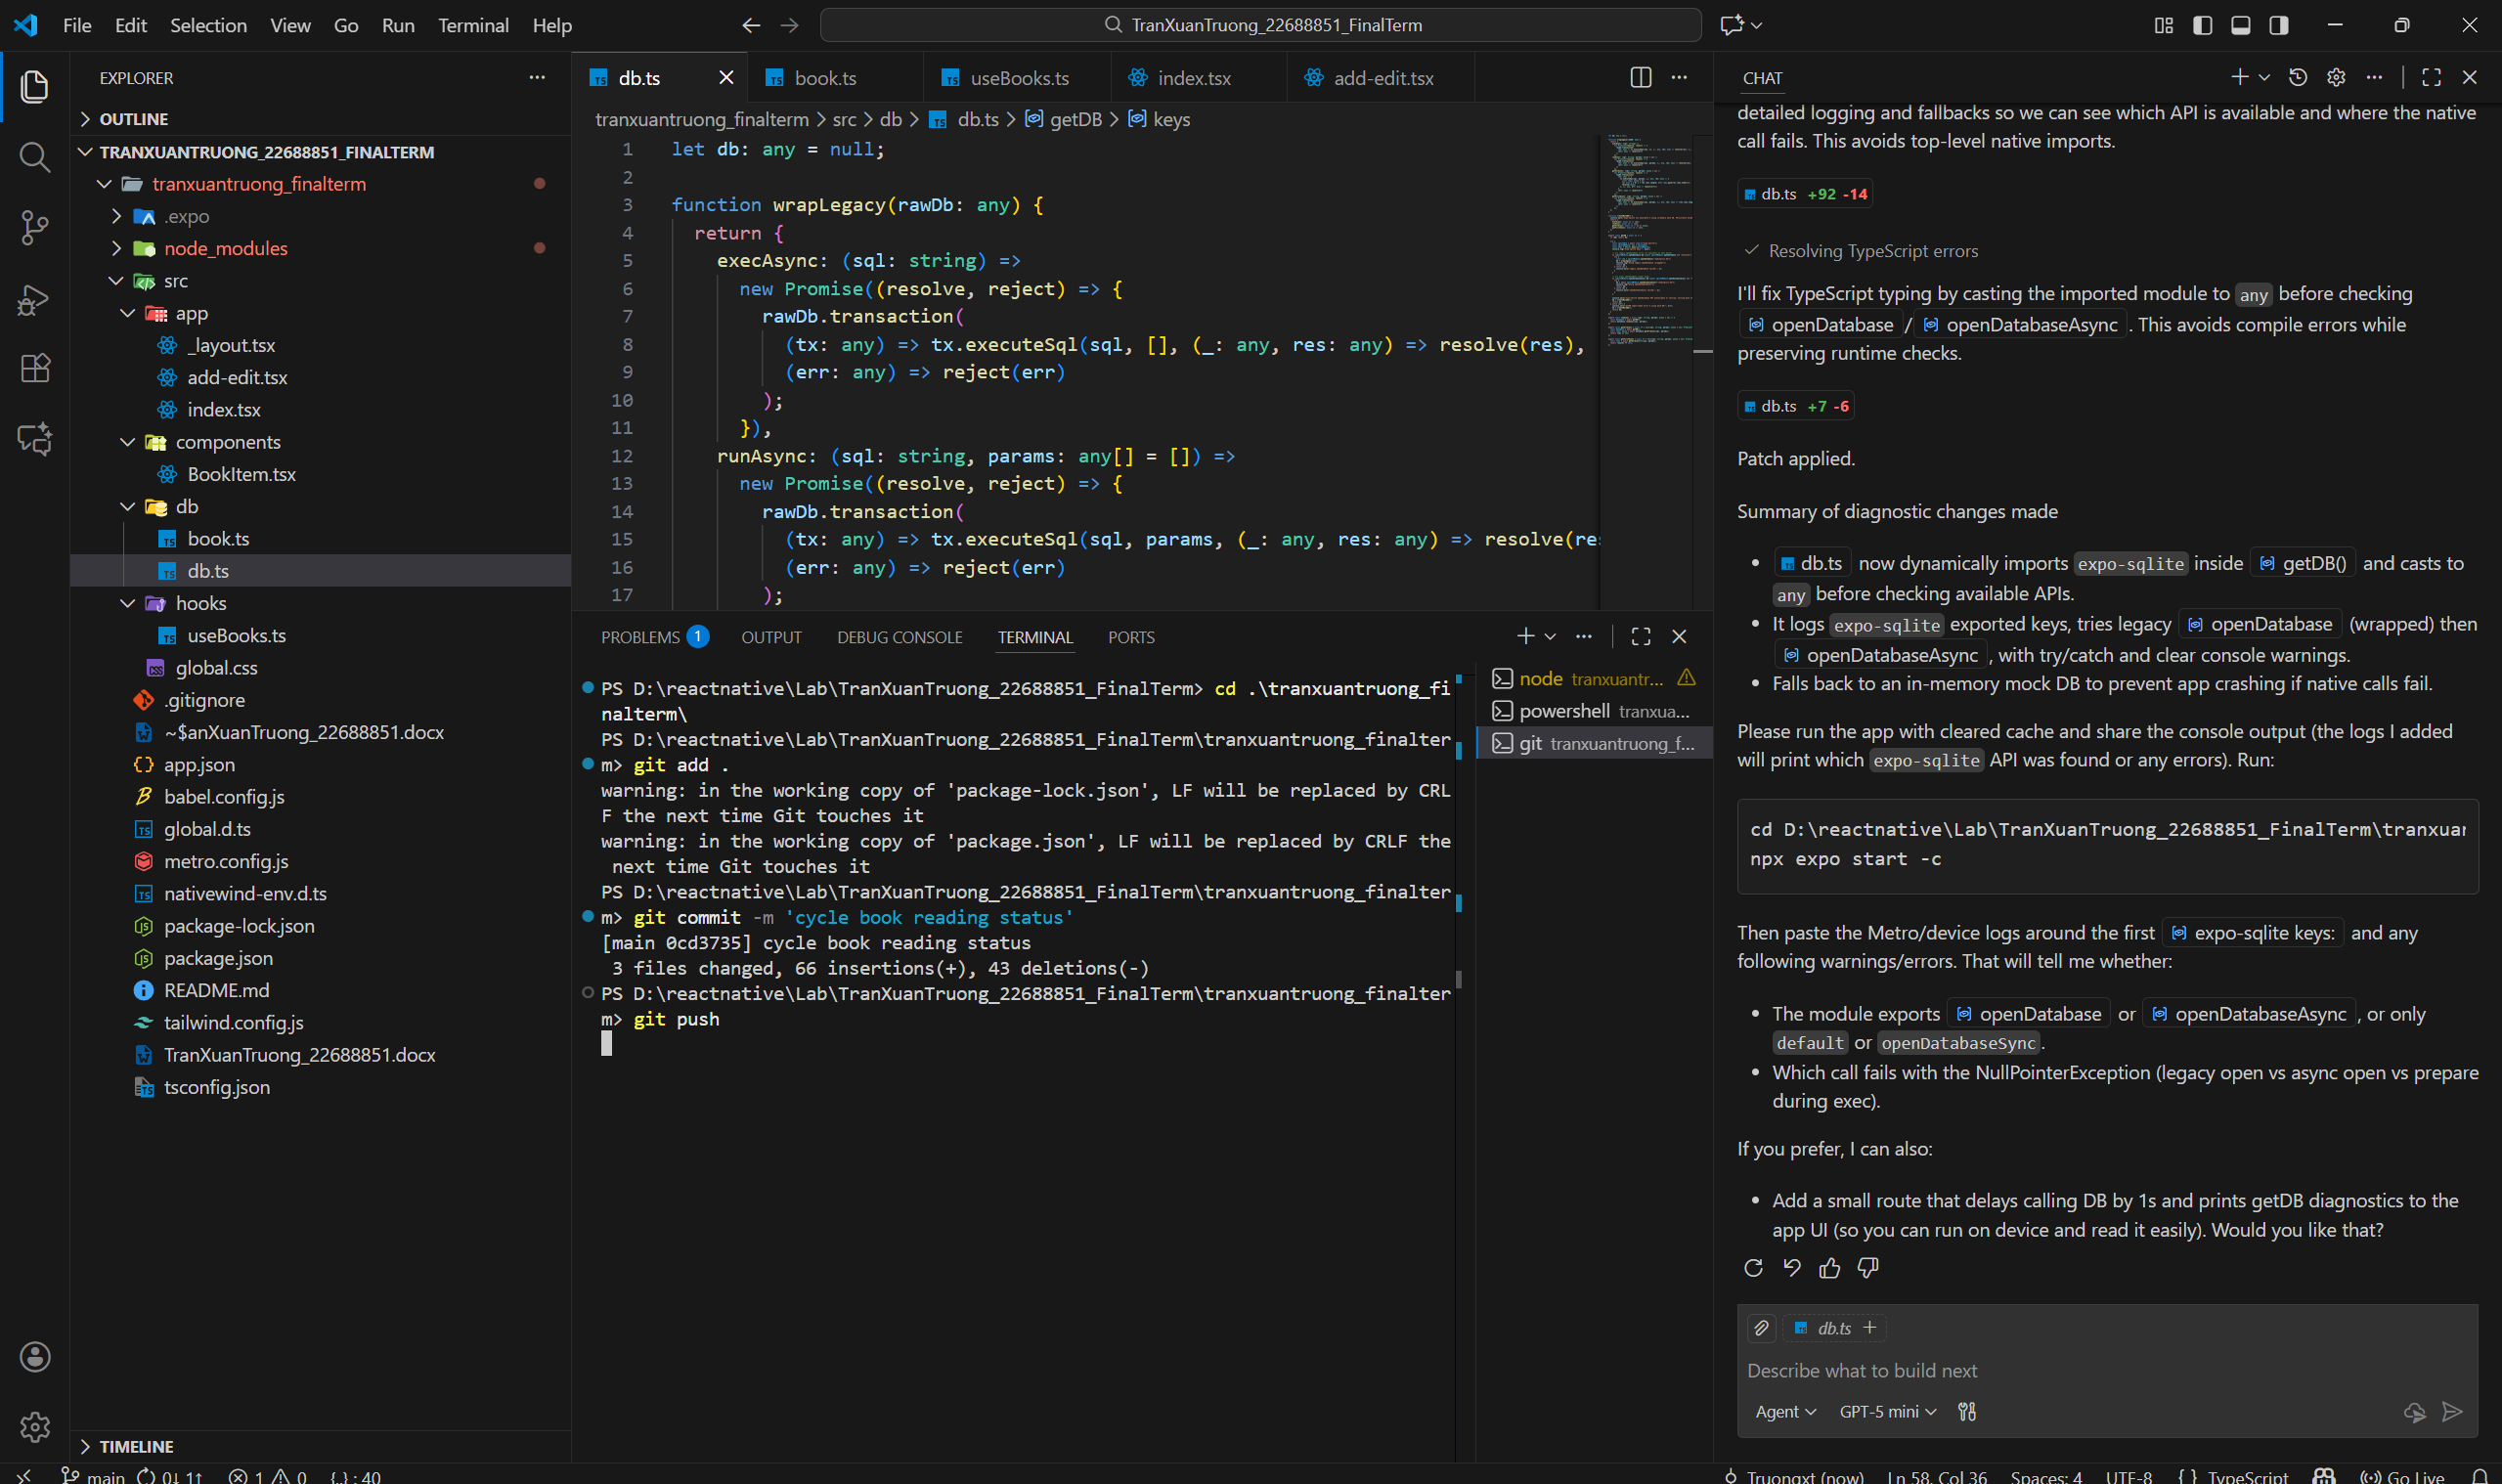 File Edit Selection View Go Run Terminal Help
TranXuanTruong_22688851_FinalTerm
EXPLORER
OUTLINE
TRANXUANTRUONG_22688851_FINALTERM
tranxuantruong_finalterm
.expo
node_modules
src
app
_layout.tsx
add-edit.tsx
index.tsx
components
BookItem.tsx
db
book.ts
db.ts
hooks
useBooks.ts
global.css
.gitignore
~$anXuanTruong_22688851.docx
app.json
babel.config.js
global.d.ts
metro.config.js
nativewind-env.d.ts
package-lock.json
package.json
README.md
tailwind.config.js
TranXuanTruong_22688851.docx
tsconfig.json
TIMELINE
db.ts book.ts useBooks.ts index.tsx add-edit.tsx
tranxuantruong_finalterm > src > db > db.ts > getDB > keys
1 let db: any = null;
2
3 function wrapLegacy(rawDb: any) {
4 return {
5 execAsync: (sql: string) =>
6 new Promise((resolve, reject) => {
7 rawDb.transaction(
8 (tx: any) => tx.executeSql(sql, [], (_: any, res: any) => resolve(res),
9 (err: any) => reject(err)
10 );
11 }),
12 runAsync: (sql: string, params: any[] = []) =>
13 new Promise((resolve, reject) => {
14 rawDb.transaction(
15 (tx: any) => tx.executeSql(sql, params, (_: any, res: any) => resolve(re
16 (err: any) => reject(err)
17 );
PROBLEMS 1 OUTPUT DEBUG CONSOLE TERMINAL PORTS
PS D:\reactnative\Lab\TranXuanTruong_22688851_FinalTerm> cd .\tranxuantruong_fi
nalterm\
PS D:\reactnative\Lab\TranXuanTruong_22688851_FinalTerm\tranxuantruong_finalter
m> git add .
warning: in the working copy of 'package-lock.json', LF will be replaced by CRL
F the next time Git touches it
warning: in the working copy of 'package.json', LF will be replaced by CRLF the
next time Git touches it
PS D:\reactnative\Lab\TranXuanTruong_22688851_FinalTerm\tranxuantruong_finalter
m> git commit -m 'cycle book reading status'
[main 0cd3735] cycle book reading status
3 files changed, 66 insertions(+), 43 deletions(-)
PS D:\reactnative\Lab\TranXuanTruong_22688851_FinalTerm\tranxuantruong_finalter
m> git push
node tranxuantr...
powershell tranxua...
git tranxuantruong_f...
CHAT
detailed logging and fallbacks so we can see which API is available and where the native
call fails. This avoids top-level native imports.
db.ts +92 -14
Resolving TypeScript errors
I'll fix TypeScript typing by casting the imported module to any before checking
openDatabase / openDatabaseAsync . This avoids compile errors while
preserving runtime checks.
db.ts +7 -6
Patch applied.
Summary of diagnostic changes made
• db.ts now dynamically imports expo-sqlite inside getDB() and casts to
any before checking available APIs.
• It logs expo-sqlite exported keys, tries legacy openDatabase (wrapped) then
openDatabaseAsync , with try/catch and clear console warnings.
• Falls back to an in-memory mock DB to prevent app crashing if native calls fail.
Please run the app with cleared cache and share the console output (the logs I added
will print which expo-sqlite API was found or any errors). Run:
cd D:\reactnative\Lab\TranXuanTruong_22688851_FinalTerm\tranxuar
npx expo start -c
Then paste the Metro/device logs around the first expo-sqlite keys: and any
following warnings/errors. That will tell me whether:
• The module exports openDatabase or openDatabaseAsync , or only
default or openDatabaseSync .
• Which call fails with the NullPointerException (legacy open vs async open vs prepare
during exec).
If you prefer, I can also:
• Add a small route that delays calling DB by 1s and prints getDB diagnostics to the
app UI (so you can run on device and read it easily). Would you like that?
db.ts +
Describe what to build next
Agent GPT-5 mini
main 0↓ 1↑ 1 0 {..} : 40
Truongxt (now) Ln 58, Col 36 Spaces: 4 UTF-8 { } TypeScript Go Live